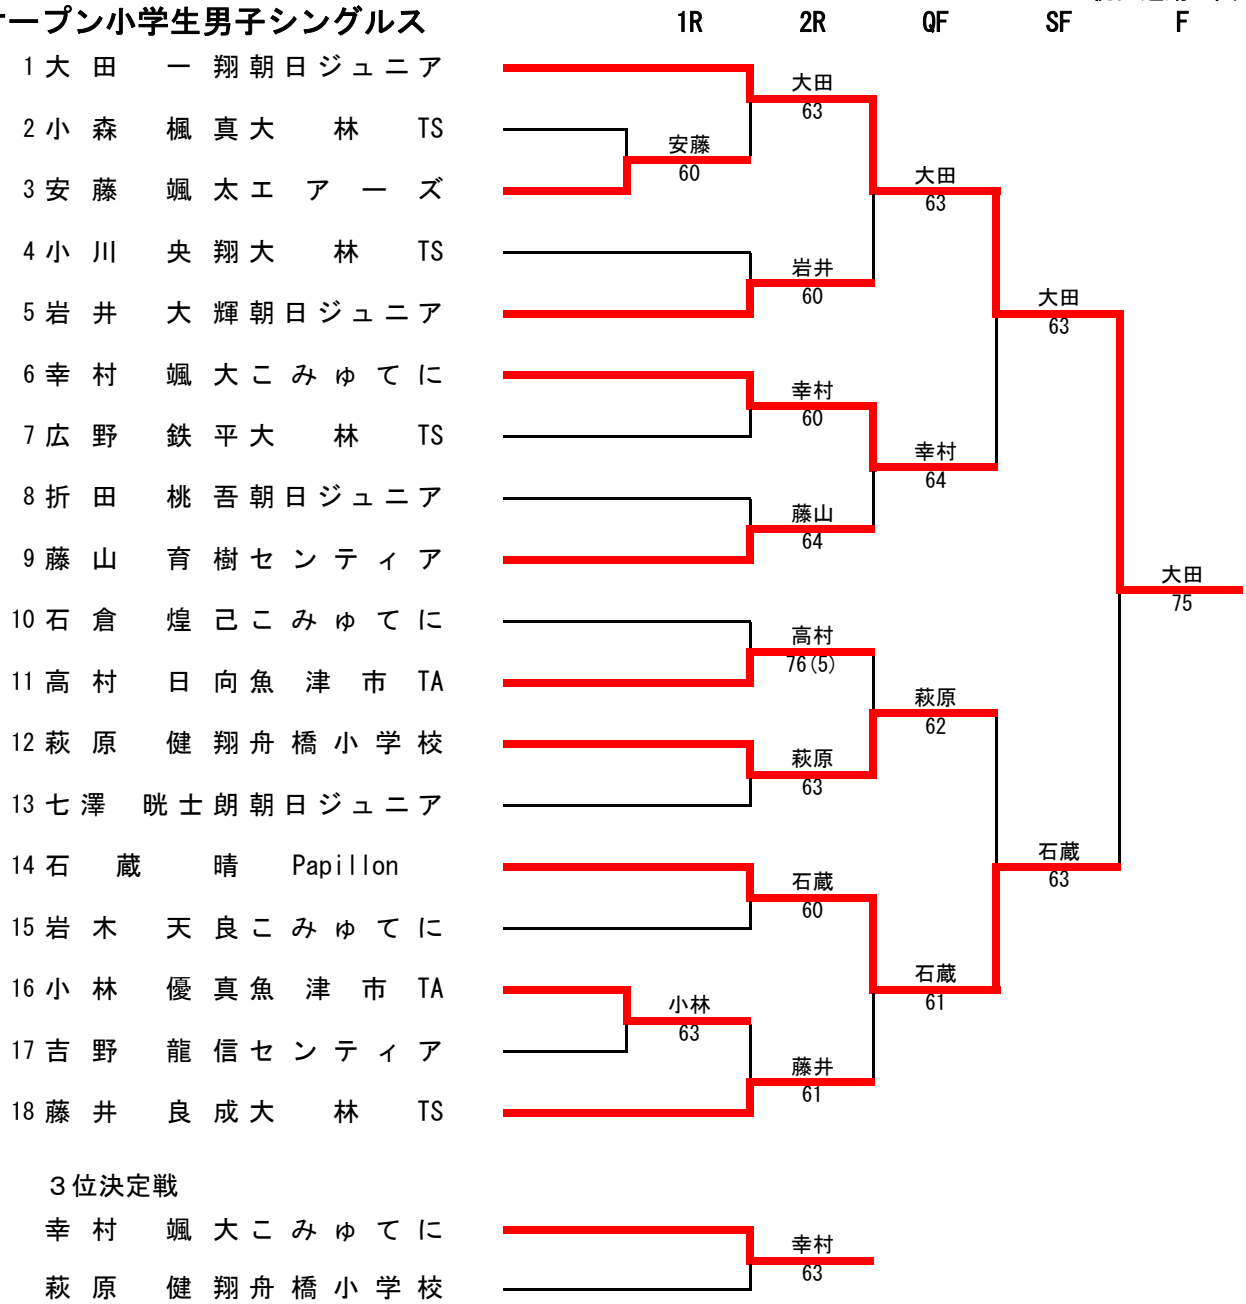 ープン小学生男子シングルス 1R 2R QF SF F
1 大田 一翔 朝日ジュニア
大田
63
2 小森 楓真 大林TS
安藤
60
3 安藤 颯太 エアーズ
大田
63
4 小川 央翔 大林TS
岩井
60
5 岩井 大輝 朝日ジュニア
大田
63
6 幸村 颯大 こみゅてに
幸村
60
7 広野 鉄平 大林TS
幸村
64
8 折田 桃吾 朝日ジュニア
藤山
64
9 藤山 育樹 センティア
大田
75
10 石倉 煌己 こみゅてに
高村
76(5)
11 高村 日向 魚津市TA
萩原
62
12 萩原 健翔 舟橋小学校
萩原
63
13 七澤 晄士朗 朝日ジュニア
石蔵
63
14 石蔵 晴 Papillon
石蔵
60
15 岩木 天良 こみゅてに
石蔵
61
16 小林 優真 魚津市TA
小林
63
17 吉野 龍信 センティア
藤井
61
18 藤井 良成 大林TS
３位決定戦
幸村 颯大 こみゅてに
幸村
63
萩原 健翔 舟橋小学校